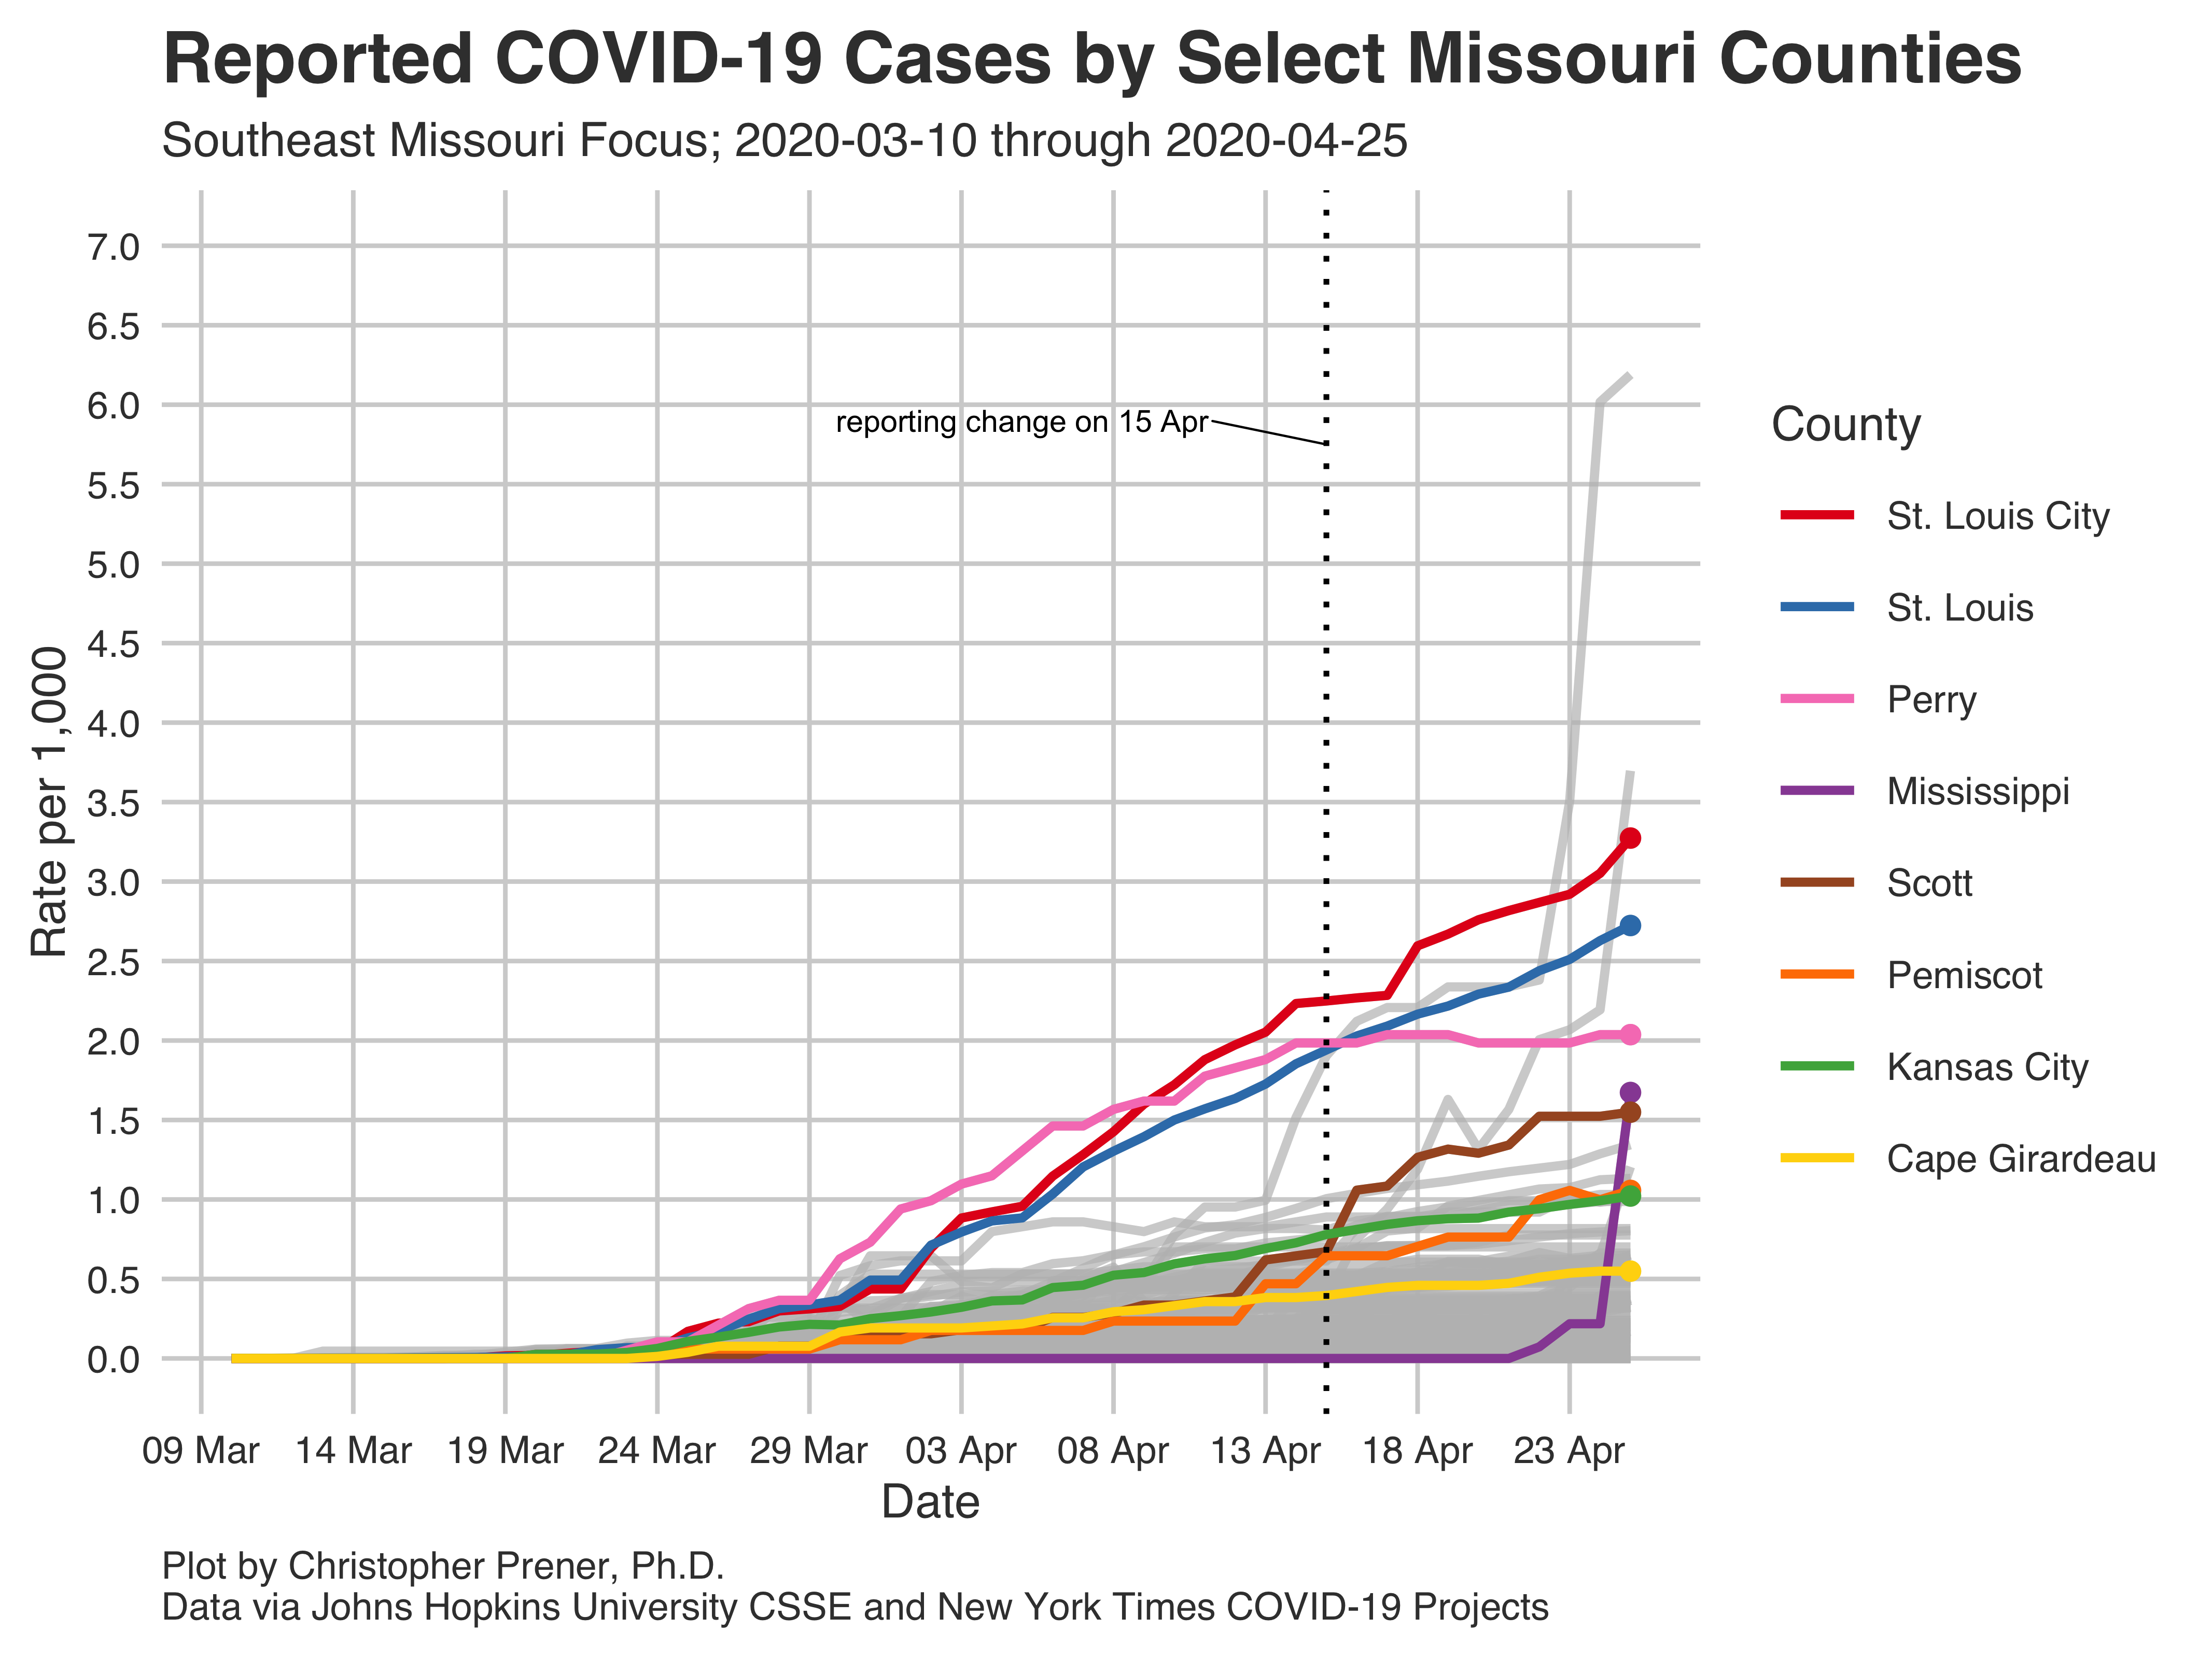 Reported COVID-19 Cases by Select Missouri Counties
Southeast Missouri Focus; 2020-03-10 through 2020-04-25
Rate per 1,000
7.0
6.5
6.0
5.5
5.0
4.5
4.0
3.5
3.0
2.5
2.0
1.5
1.0
0.5
0.0
reporting change on 15 Apr
County
St. Louis City
St. Louis
Perry
Mississippi
Scott
Pemiscot
Kansas City
Cape Girardeau
09 Mar 14 Mar 19 Mar 24 Mar 29 Mar 03 Apr 08 Apr 13 Apr 18 Apr 23 Apr
Date
Plot by Christopher Prener, Ph.D.
Data via Johns Hopkins University CSSE and New York Times COVID-19 Projects